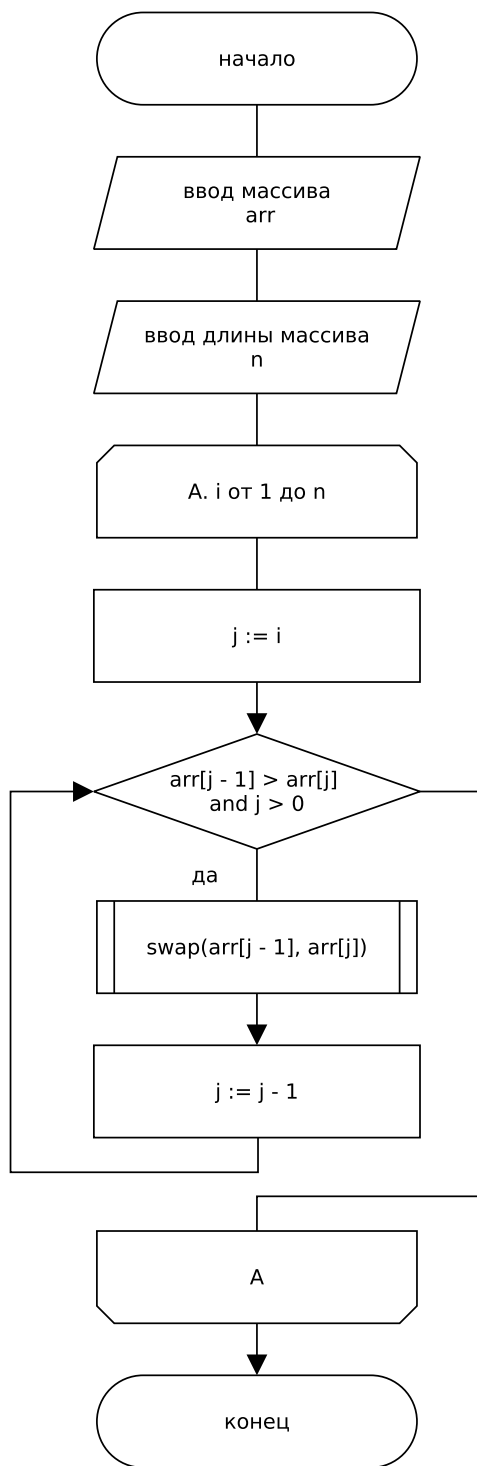 начало
ввод массива
arr
ввод длины массива
n
A. i от 1 до n
j := i
arr[j - 1] > arr[j]
and j > 0
да
swap(arr[j - 1], arr[j])
j := j - 1
A
конец